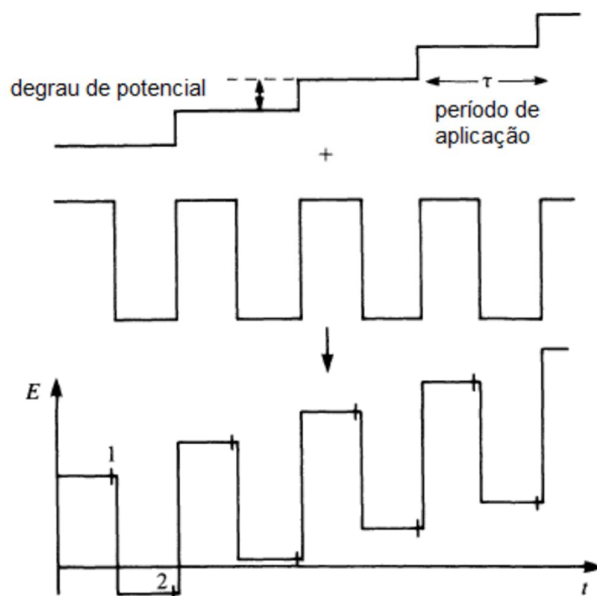 degrau de potencial
τ
período de
aplicação
+
E
1
2
t